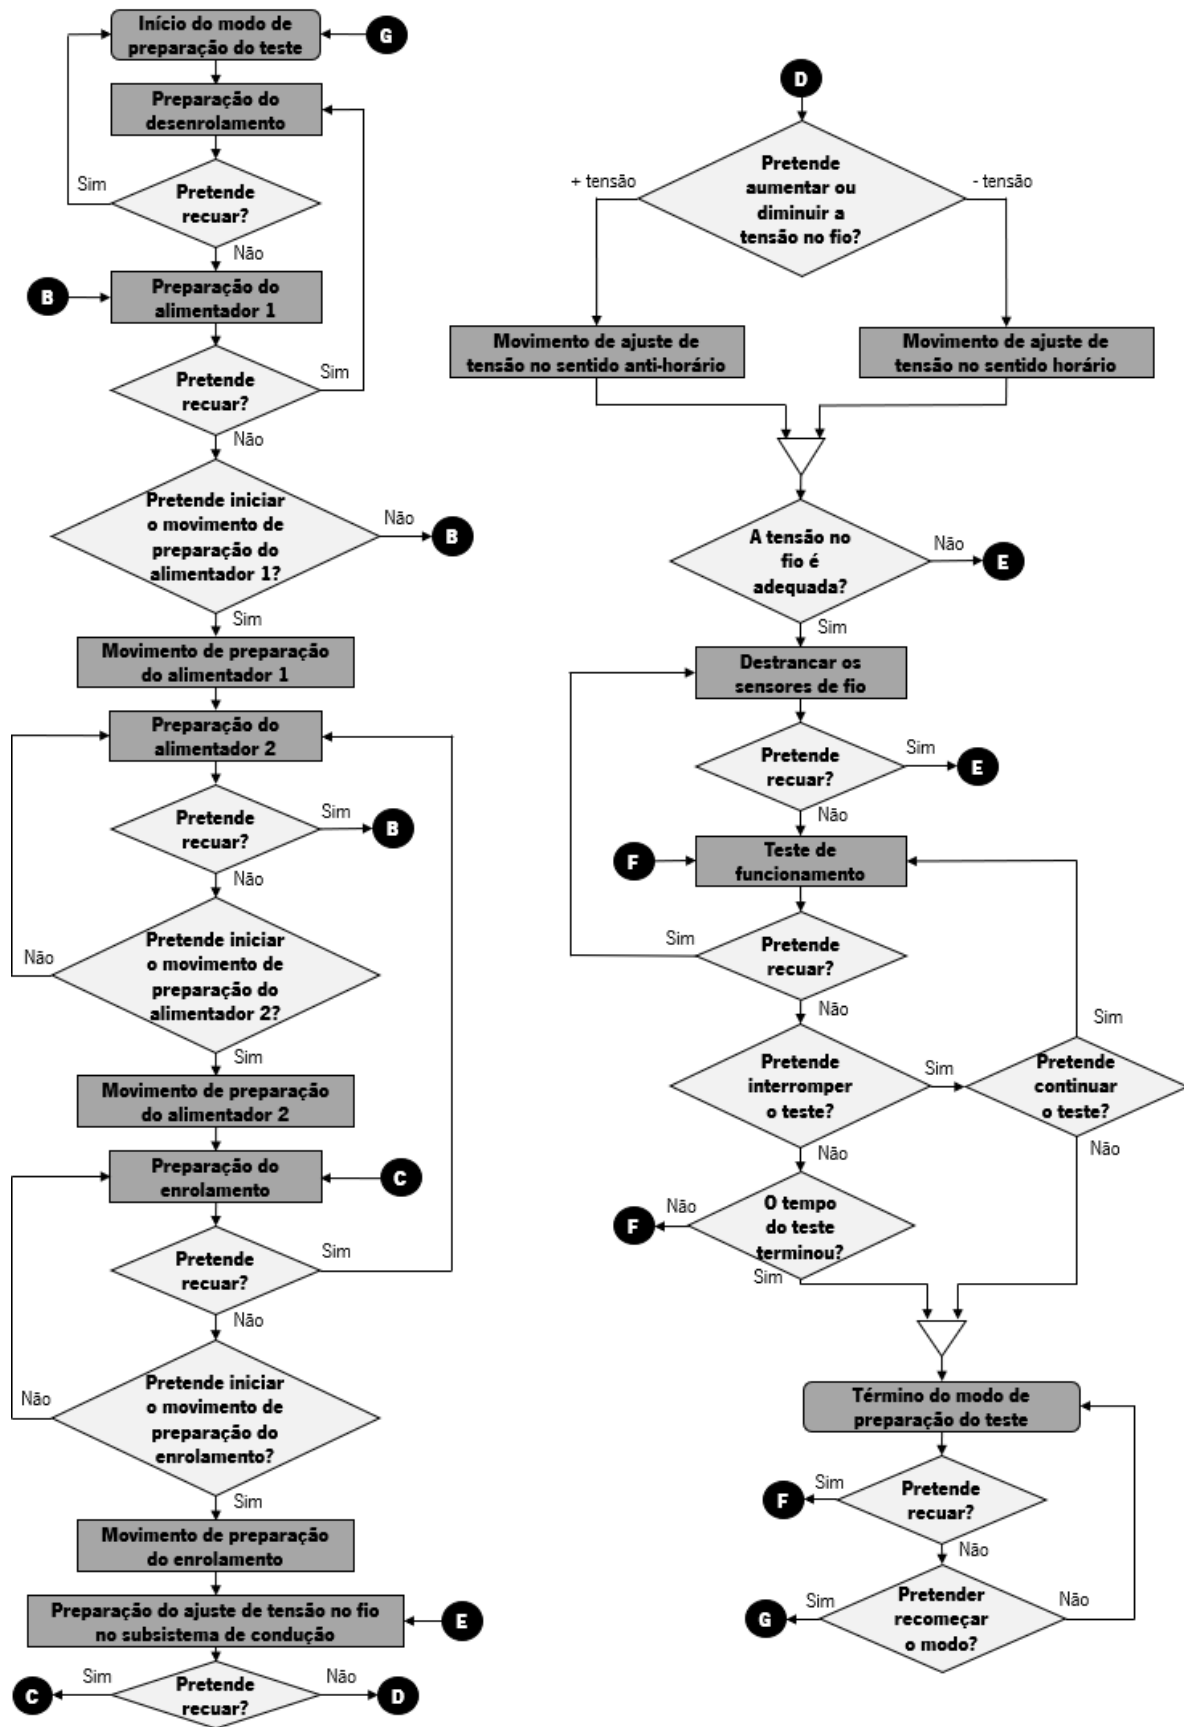 Início do modo de
preparação do teste
G
Preparação do
desenrolamento
Sim
Pretende
recuar?
Não
B
Preparação do
alimentador 1
Pretende
recuar?
Sim
Não
Pretende iniciar
o movimento de
preparação do
alimentador 1?
Não
B
Sim
Movimento de preparação
do alimentador 1
Preparação do
alimentador 2
Pretende
recuar?
Sim
B
Não
Não
Pretende iniciar
o movimento de
preparação do
alimentador 2?
Sim
Movimento de preparação
do alimentador 2
Preparação do
enrolamento
C
Pretende
recuar?
Sim
Não
Não
Pretende iniciar
o movimento de
preparação do
enrolamento?
Sim
Movimento de preparação
do enrolamento
Preparação do ajuste de tensão no fio
no subsistema de condução
E
C
Sim
Pretende
recuar?
Não
D
D
Pretende
aumentar ou
diminuir a
tensão no fio?
+ tensão
- tensão
Movimento de ajuste de
tensão no sentido anti-horário
Movimento de ajuste de
tensão no sentido horário
A tensão no
fio é
adequada?
Não
E
Sim
Destrancar os
sensores de fio
Pretende
recuar?
Sim
E
Não
F
Teste de
funcionamento
Sim
Pretende
recuar?
Não
Pretende
interromper
o teste?
Sim
Sim
Pretende
continuar
o teste?
Não
Não
F
Não
O tempo
do teste
terminou?
Sim
Término do modo de
preparação do teste
F
Sim
Pretende
recuar?
Não
G
Sim
Pretender
recomeçar
o modo?
Não